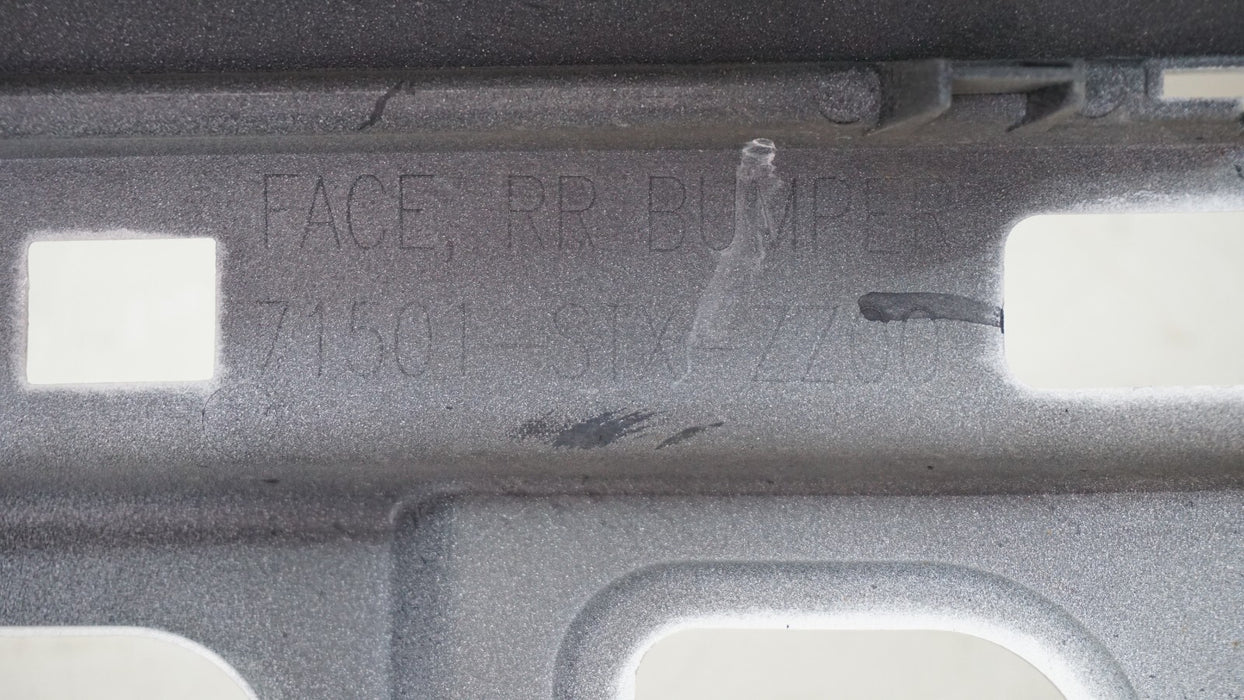 FACE, RR BUMPER
71501-STX-ZZ00